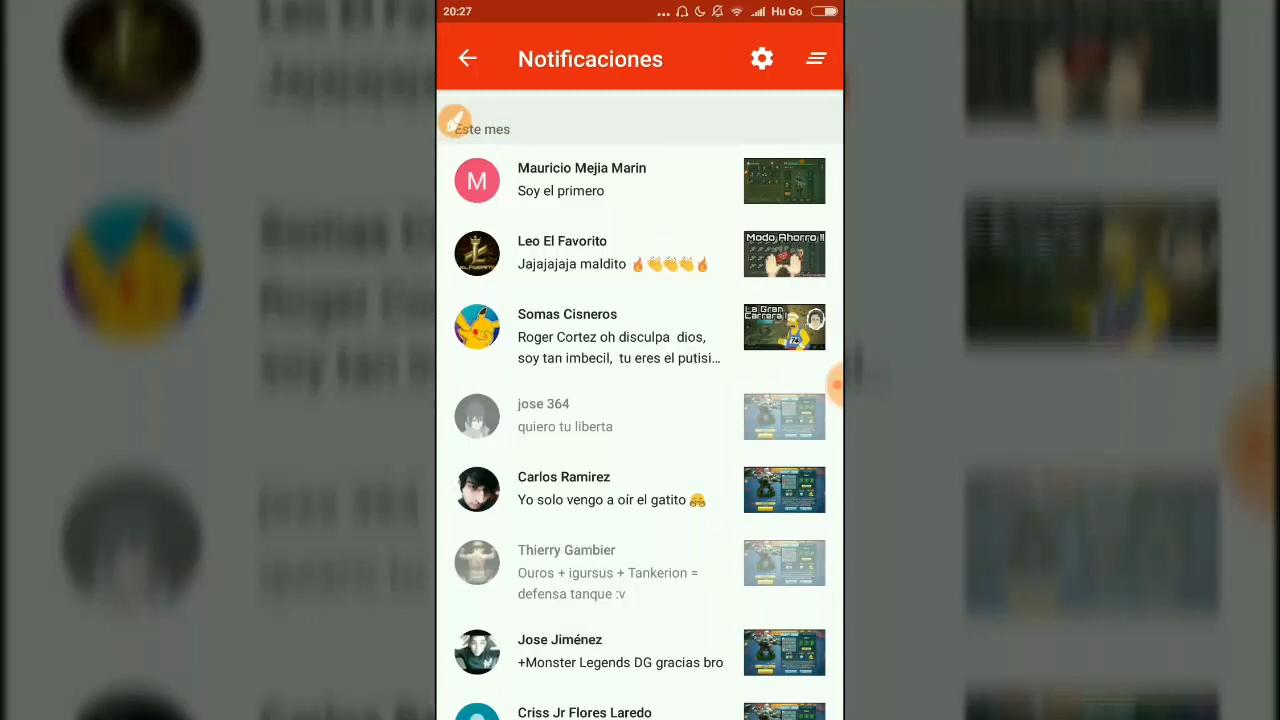 20:27
Hu Go
Notificaciones
Este mes
M
Mauricio Mejia Marin
Soy el primero
Leo El Favorito
Jajajajaja maldito 🔥👏👏👏🔥
Modo Ahorro !!
Somas Cisneros
Roger Cortez oh disculpa dios,
soy tan imbecil, tu eres el putisi...
La Gran
Carrera !
74
jose 364
quiero tu liberta
Carlos Ramirez
Yo solo vengo a oír el gatito 🤗
Thierry Gambier
Ouros + igursus + Tankerion =
defensa tanque :v
Jose Jiménez
+Monster Legends DG gracias bro
Criss Jr Flores Laredo